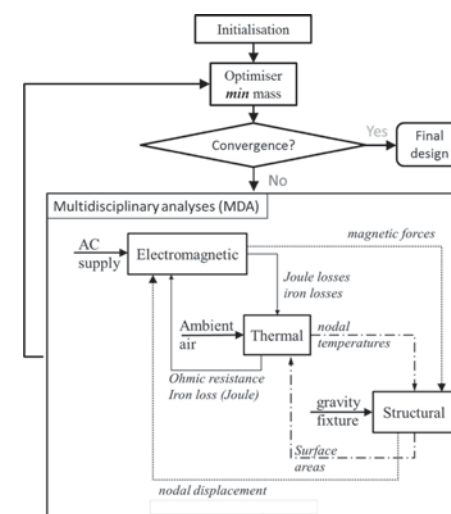 Initialisation
Optimiser
min mass
Convergence?
Yes
Final
design
No
Multidisciplinary analyses (MDA)
magnetic forces
AC
supply
Electromagnetic
Joule losses
iron losses
Ambient
air
Thermal
nodal
temperatures
Ohmic resistance
Iron loss (Joule)
gravity
fixture
Structural
Surface
areas
nodal displacement